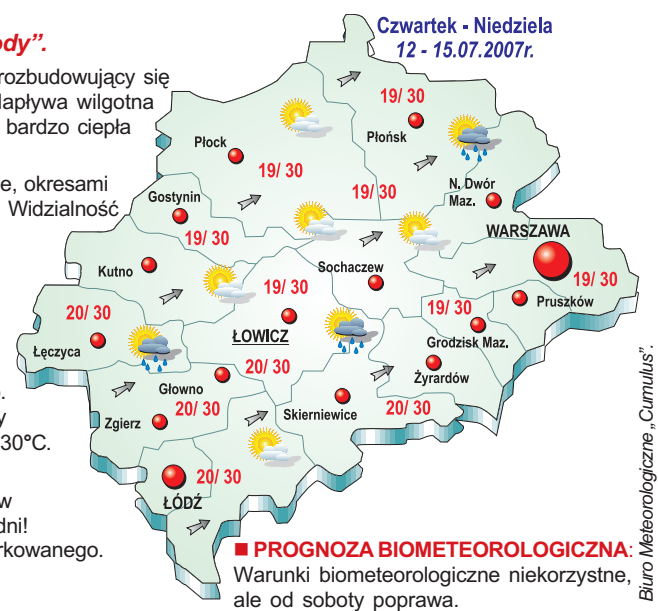 ody”.
rozbudowujący się
Napływa wilgotna
bardzo ciepła
e, okresami
Widzialność
y
30°C.
w
dni!
rkowanego.
Czwartek - Niedziela
12 - 15.07.2007r.
19/ 30
Płońsk
Płock
19/ 30
19/ 30
N. Dwór
Maz.
Gostynin
19/ 30
WARSZAWA
Kutno
Sochaczew
19/ 30
19/ 30
Pruszków
20/ 30
19/ 30
ŁOWICZ
Grodzisk Maz.
Łęczyca
20/ 30
Żyrardów
Głowno
20/ 30
Skierniewice
20/ 30
Zgierz
20/ 30
ŁÓDŹ
PROGNOZA BIOMETEOROLOGICZNA:
Warunki biometeorologiczne niekorzystne,
ale od soboty poprawa.
Biuro Meteorologiczne „Cumulus”.